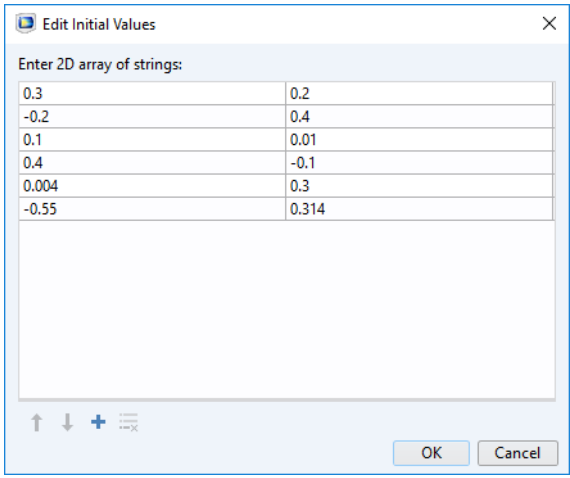 Edit Initial Values
Enter 2D array of strings:
0.3 0.2
-0.2 0.4
0.1 0.01
0.4 -0.1
0.004 0.3
-0.55 0.314
OK Cancel